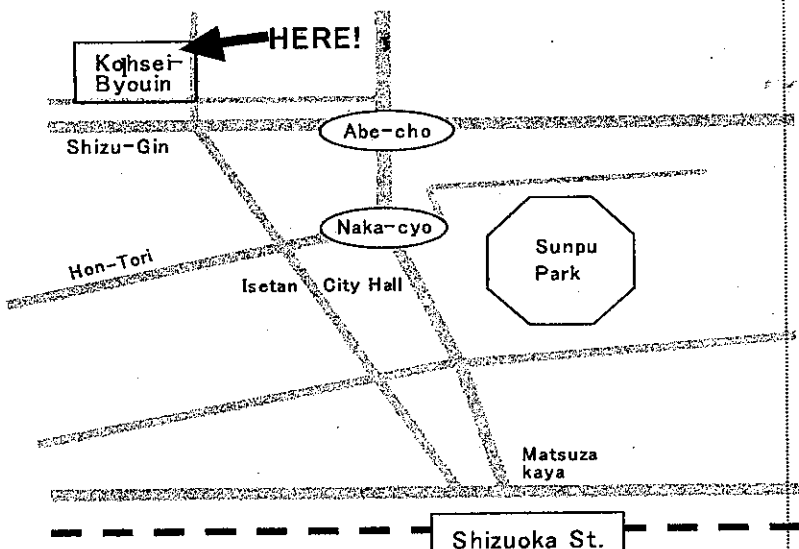 HERE!
Kohsei-
Byouin
Abe-cho
Shizu-Gin
Naka-cyo
Sunpu
Park
Hon-Tori
Isetan
City Hall
Matsuza
kaya
Shizuoka St.